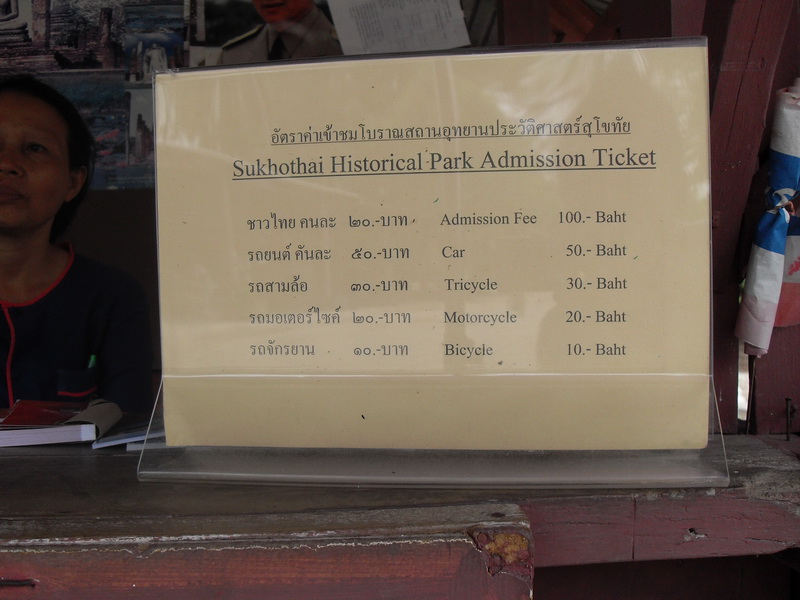 อัตราค่าเข้าชมโบราณสถานอุทยานประวัติศาสตร์สุโขทัย
Sukhothai Historical Park Admission Ticket
ชาวไทย คนละ ๒๐.-บาท Admission Fee 100.- Baht
รถยนต์ คันละ ๕๐.-บาท Car 50.- Baht
รถสามล้อ ๓๐.-บาท Tricycle 30.- Baht
รถมอเตอร์ไซค์ ๒๐.-บาท Motorcycle 20.- Baht
รถจักรยาน ๑๐.-บาท Bicycle 10.- Baht